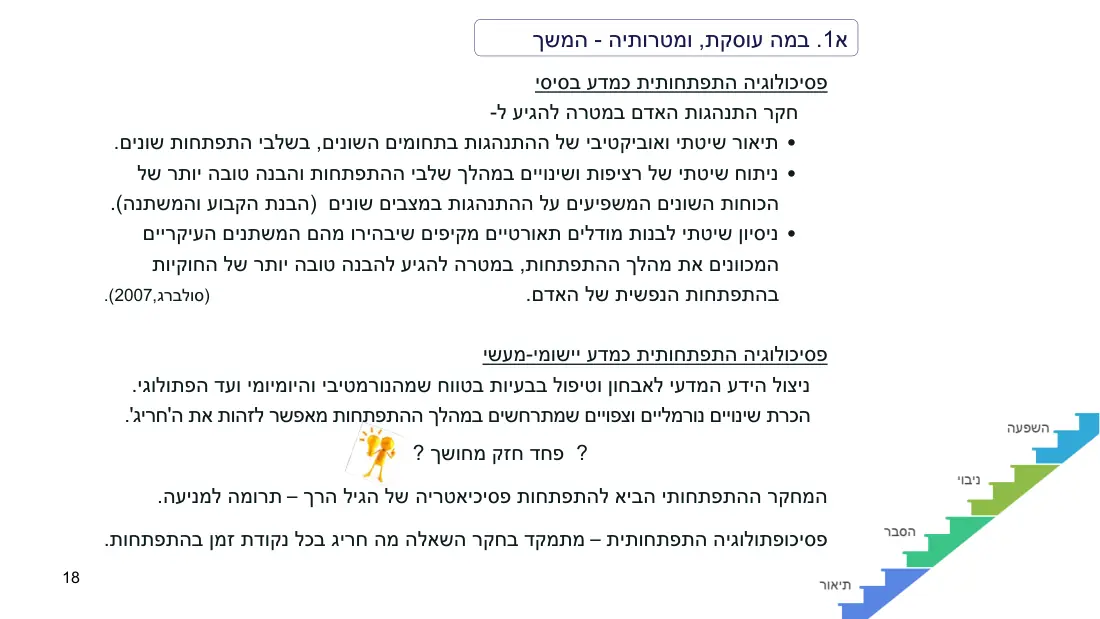 א1. במה עוסקת, ומטרותיה - המשך
פסיכולוגיה התפתחותית כמדע בסיסי
חקר התנהגות האדם במטרה להגיע ל-
• תיאור שיטתי ואוביקטיבי של ההתנהגות בתחומים השונים, בשלבי התפתחות שונים.
• ניתוח שיטתי של רציפות ושינויים במהלך שלבי ההתפתחות והבנה טובה יותר של
הכוחות השונים המשפיעים על ההתנהגות במצבים שונים (הבנת הקבוע והמשתנה).
• ניסיון שיטתי לבנות מודלים תאורטיים מקיפים שיבהירו מהם המשתנים העיקריים
המכוונים את מהלך ההתפתחות, במטרה להגיע להבנה טובה יותר של החוקיות
בהתפתחות הנפשית של האדם. (סולברג,2007).
פסיכולוגיה התפתחותית כמדע יישומי-מעשי
ניצול הידע המדעי לאבחון וטיפול בבעיות בטווח שמהנורמטיבי והיומיומי ועד הפתולוגי.
הכרת שינויים נורמליים וצפויים שמתרחשים במהלך ההתפתחות מאפשר לזהות את ה'חריג'.
? פחד חזק מחושך ?
המחקר ההתפתחותי הביא להתפתחות פסיכיאטריה של הגיל הרך – תרומה למניעה.
פסיכופתולוגיה התפתחותית – מתמקד בחקר השאלה מה חריג בכל נקודת זמן בהתפתחות.
השפעה
ניבוי
הסבר
תיאור
18